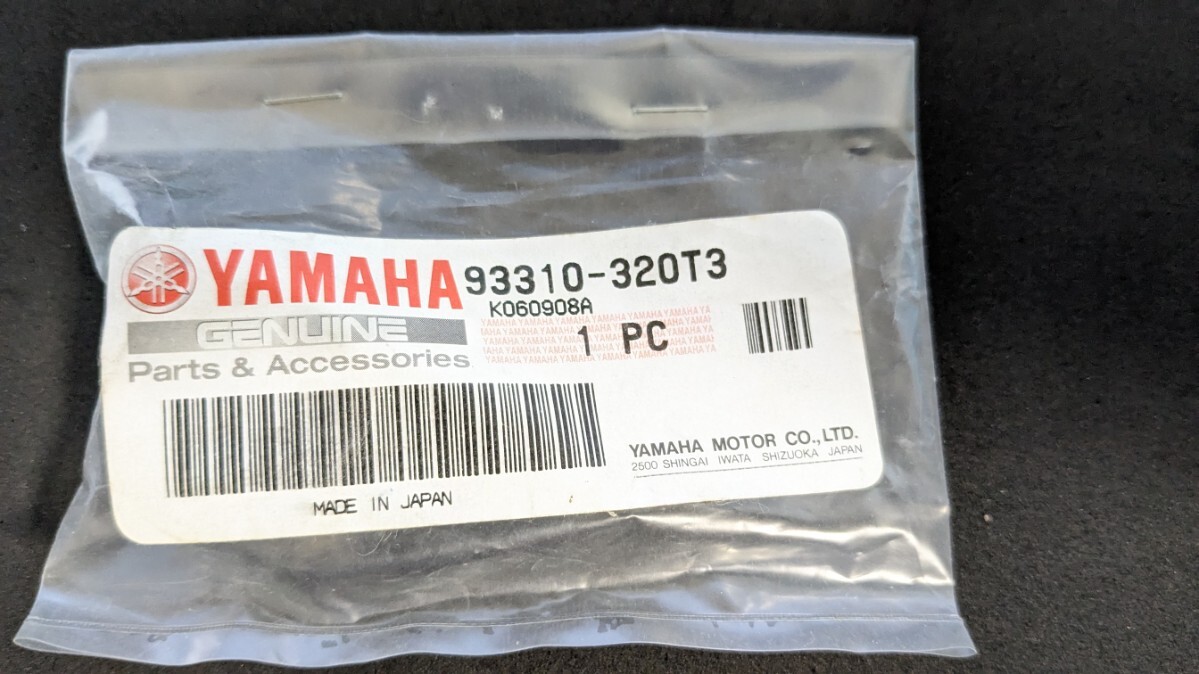 YAMAHA 93310-320T3
K060908A
GENUINE
1 PC
Parts & Accessories
YAMAHA MOTOR CO.,LTD.
2500 SHINGAI IWATA SHIZUOKA JAPAN
MADE IN JAPAN